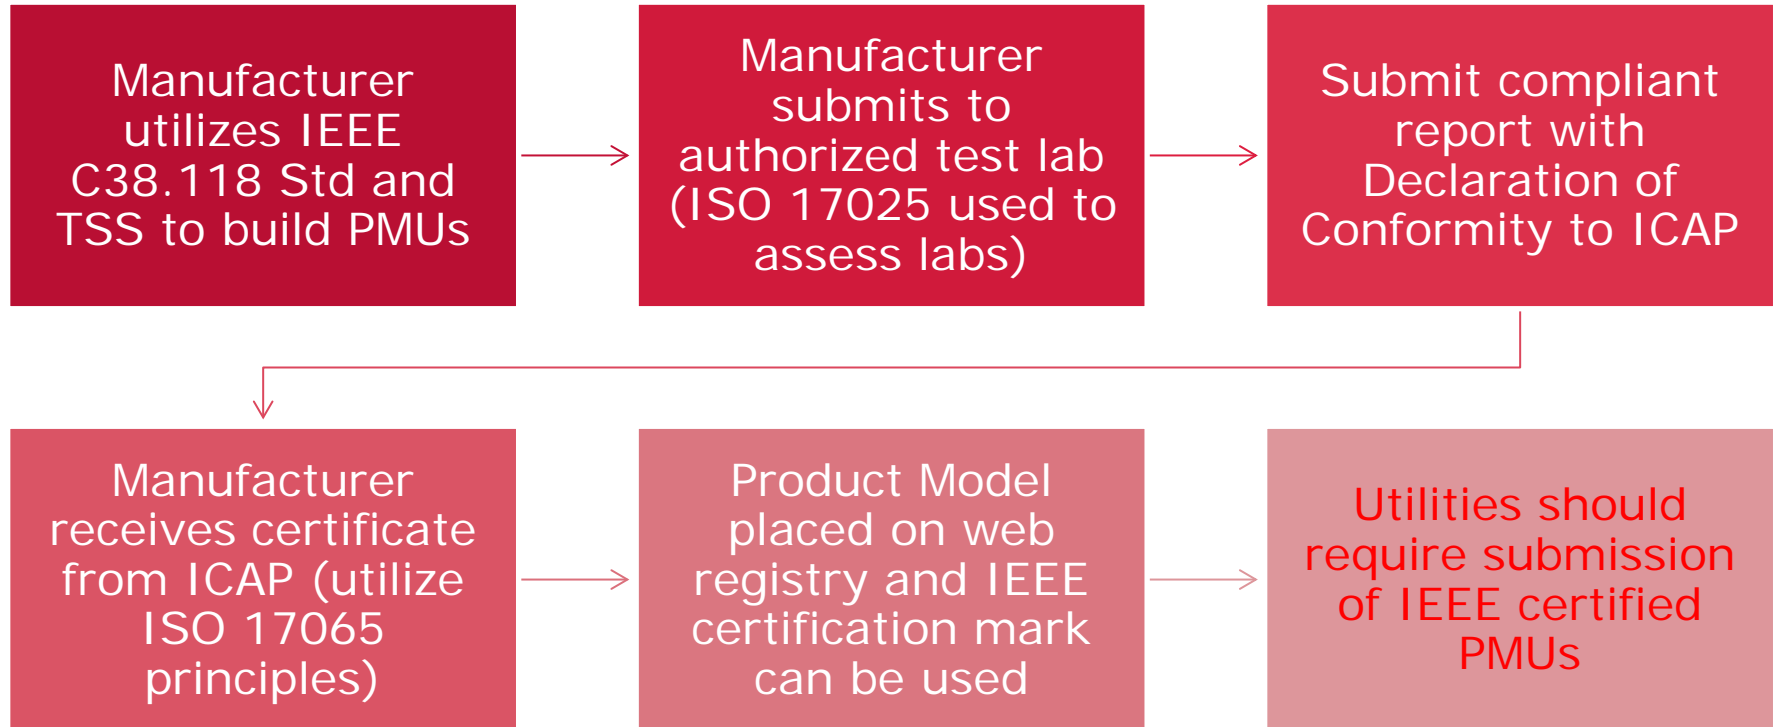 Manufacturer
utilizes IEEE
C38.118 Std and
TSS to build PMUs
Manufacturer
submits to
authorized test lab
(ISO 17025 used to
assess labs)
Submit compliant
report with
Declaration of
Conformity to ICAP
Manufacturer
receives certificate
from ICAP (utilize
ISO 17065
principles)
Product Model
placed on web
registry and IEEE
certification mark
can be used
Utilities should
require submission
of IEEE certified
PMUs